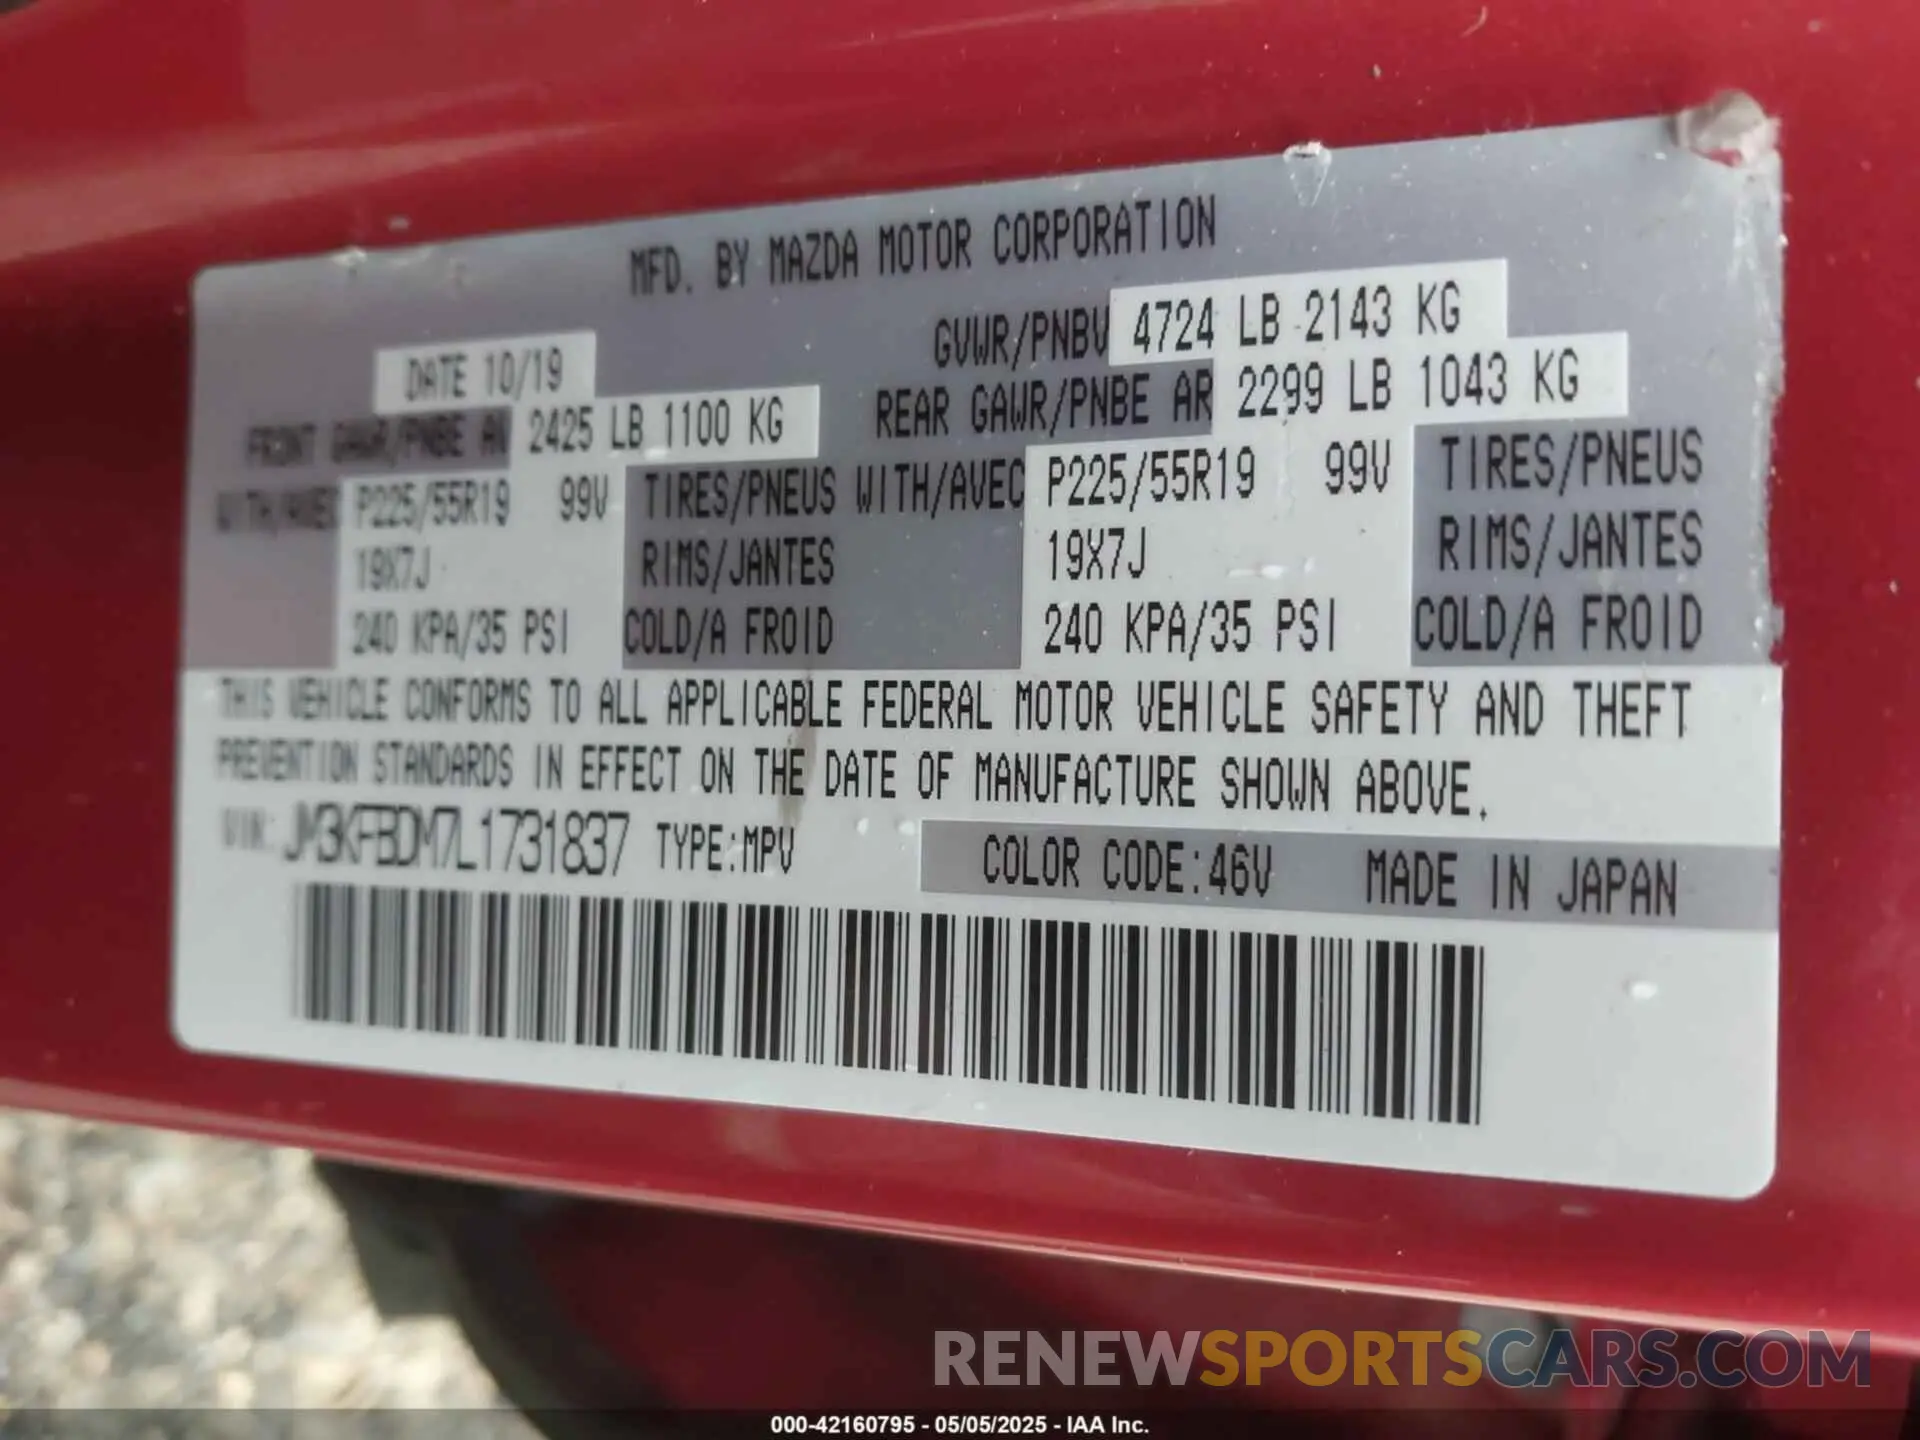 MFD. BY MAZDA MOTOR CORPORATION
DATE 10/19 GVWR/PNBV 4724 LB 2143 KG
FRONT GAWR/PNBE AV 2425 LB 1100 KG REAR GAWR/PNBE AR 2299 LB 1043 KG
WITH/AVEC P225/55R19 99V TIRES/PNEUS WITH/AVEC P225/55R19 99V TIRES/PNEUS
19X7J RIMS/JANTES 19X7J RIMS/JANTES
240 KPA/35 PSI COLD/A FROID 240 KPA/35 PSI COLD/A FROID
THIS VEHICLE CONFORMS TO ALL APPLICABLE FEDERAL MOTOR VEHICLE SAFETY AND THEFT
PREVENTION STANDARDS IN EFFECT ON THE DATE OF MANUFACTURE SHOWN ABOVE.
VIN: JM3KFBDM7L1731837 TYPE:MPV COLOR CODE:46V MADE IN JAPAN
RENEWSPORTSCARS.COM
000-42160795 - 05/05/2025 - IAA Inc.